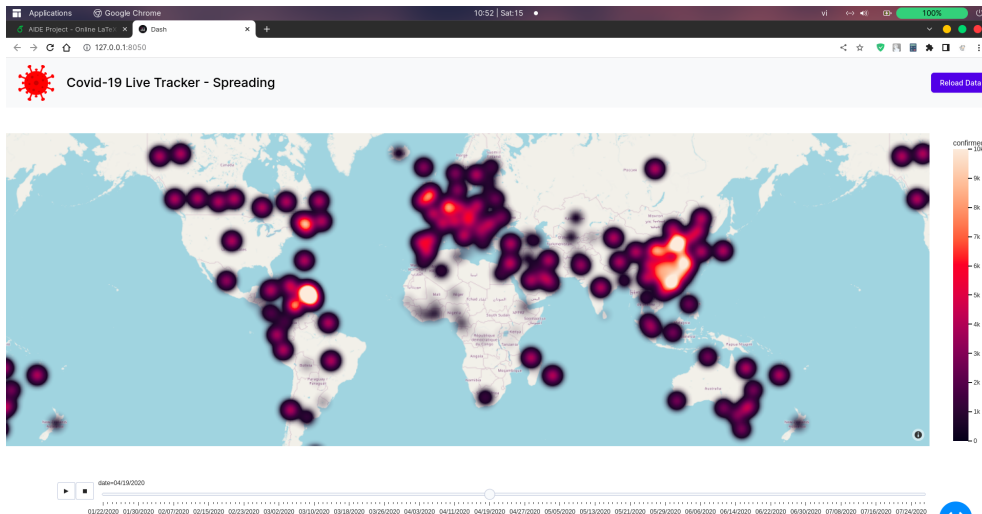 Applications Google Chrome 10:52 | Sat:15 vi 100%
AIDE Project - Online LaTeX Dash
127.0.0.1:8050
Covid-19 Live Tracker - Spreading
Reload Data
confirmed
10k
9k
8k
7k
6k
5k
4k
3k
2k
1k
0
date=04/19/2020
01/22/2020 01/30/2020 02/07/2020 02/15/2020 02/23/2020 03/02/2020 03/10/2020 03/18/2020 03/26/2020 04/03/2020 04/11/2020 04/19/2020 04/27/2020 05/05/2020 05/13/2020 05/21/2020 05/29/2020 06/06/2020 06/14/2020 06/22/2020 06/30/2020 07/08/2020 07/16/2020 07/24/2020